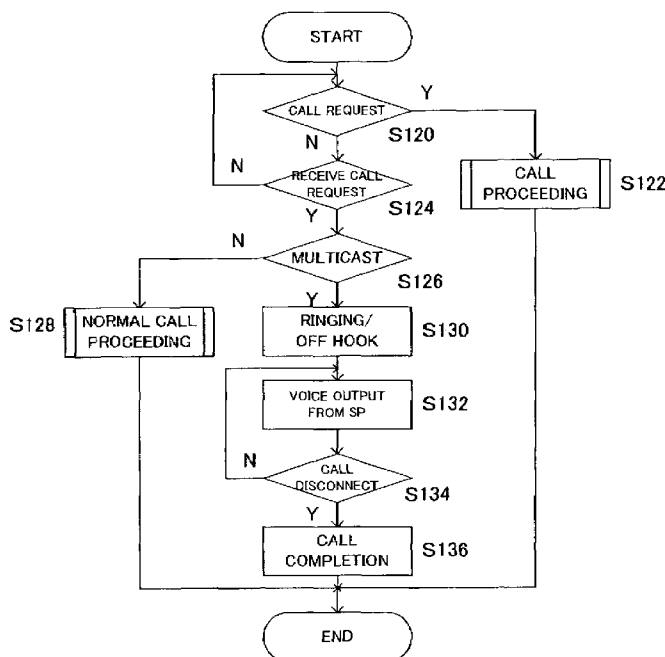 START
CALL REQUEST
Y
S120
N
N
RECEIVE CALL
REQUEST
S124
CALL
PROCEEDING
S122
Y
N
MULTICAST
S126
Y
S128
NORMAL CALL
PROCEEDING
RINGING/
OFF HOOK
S130
VOICE OUTPUT
FROM SP
S132
N
CALL
DISCONNECT
S134
Y
CALL
COMPLETION
S136
END